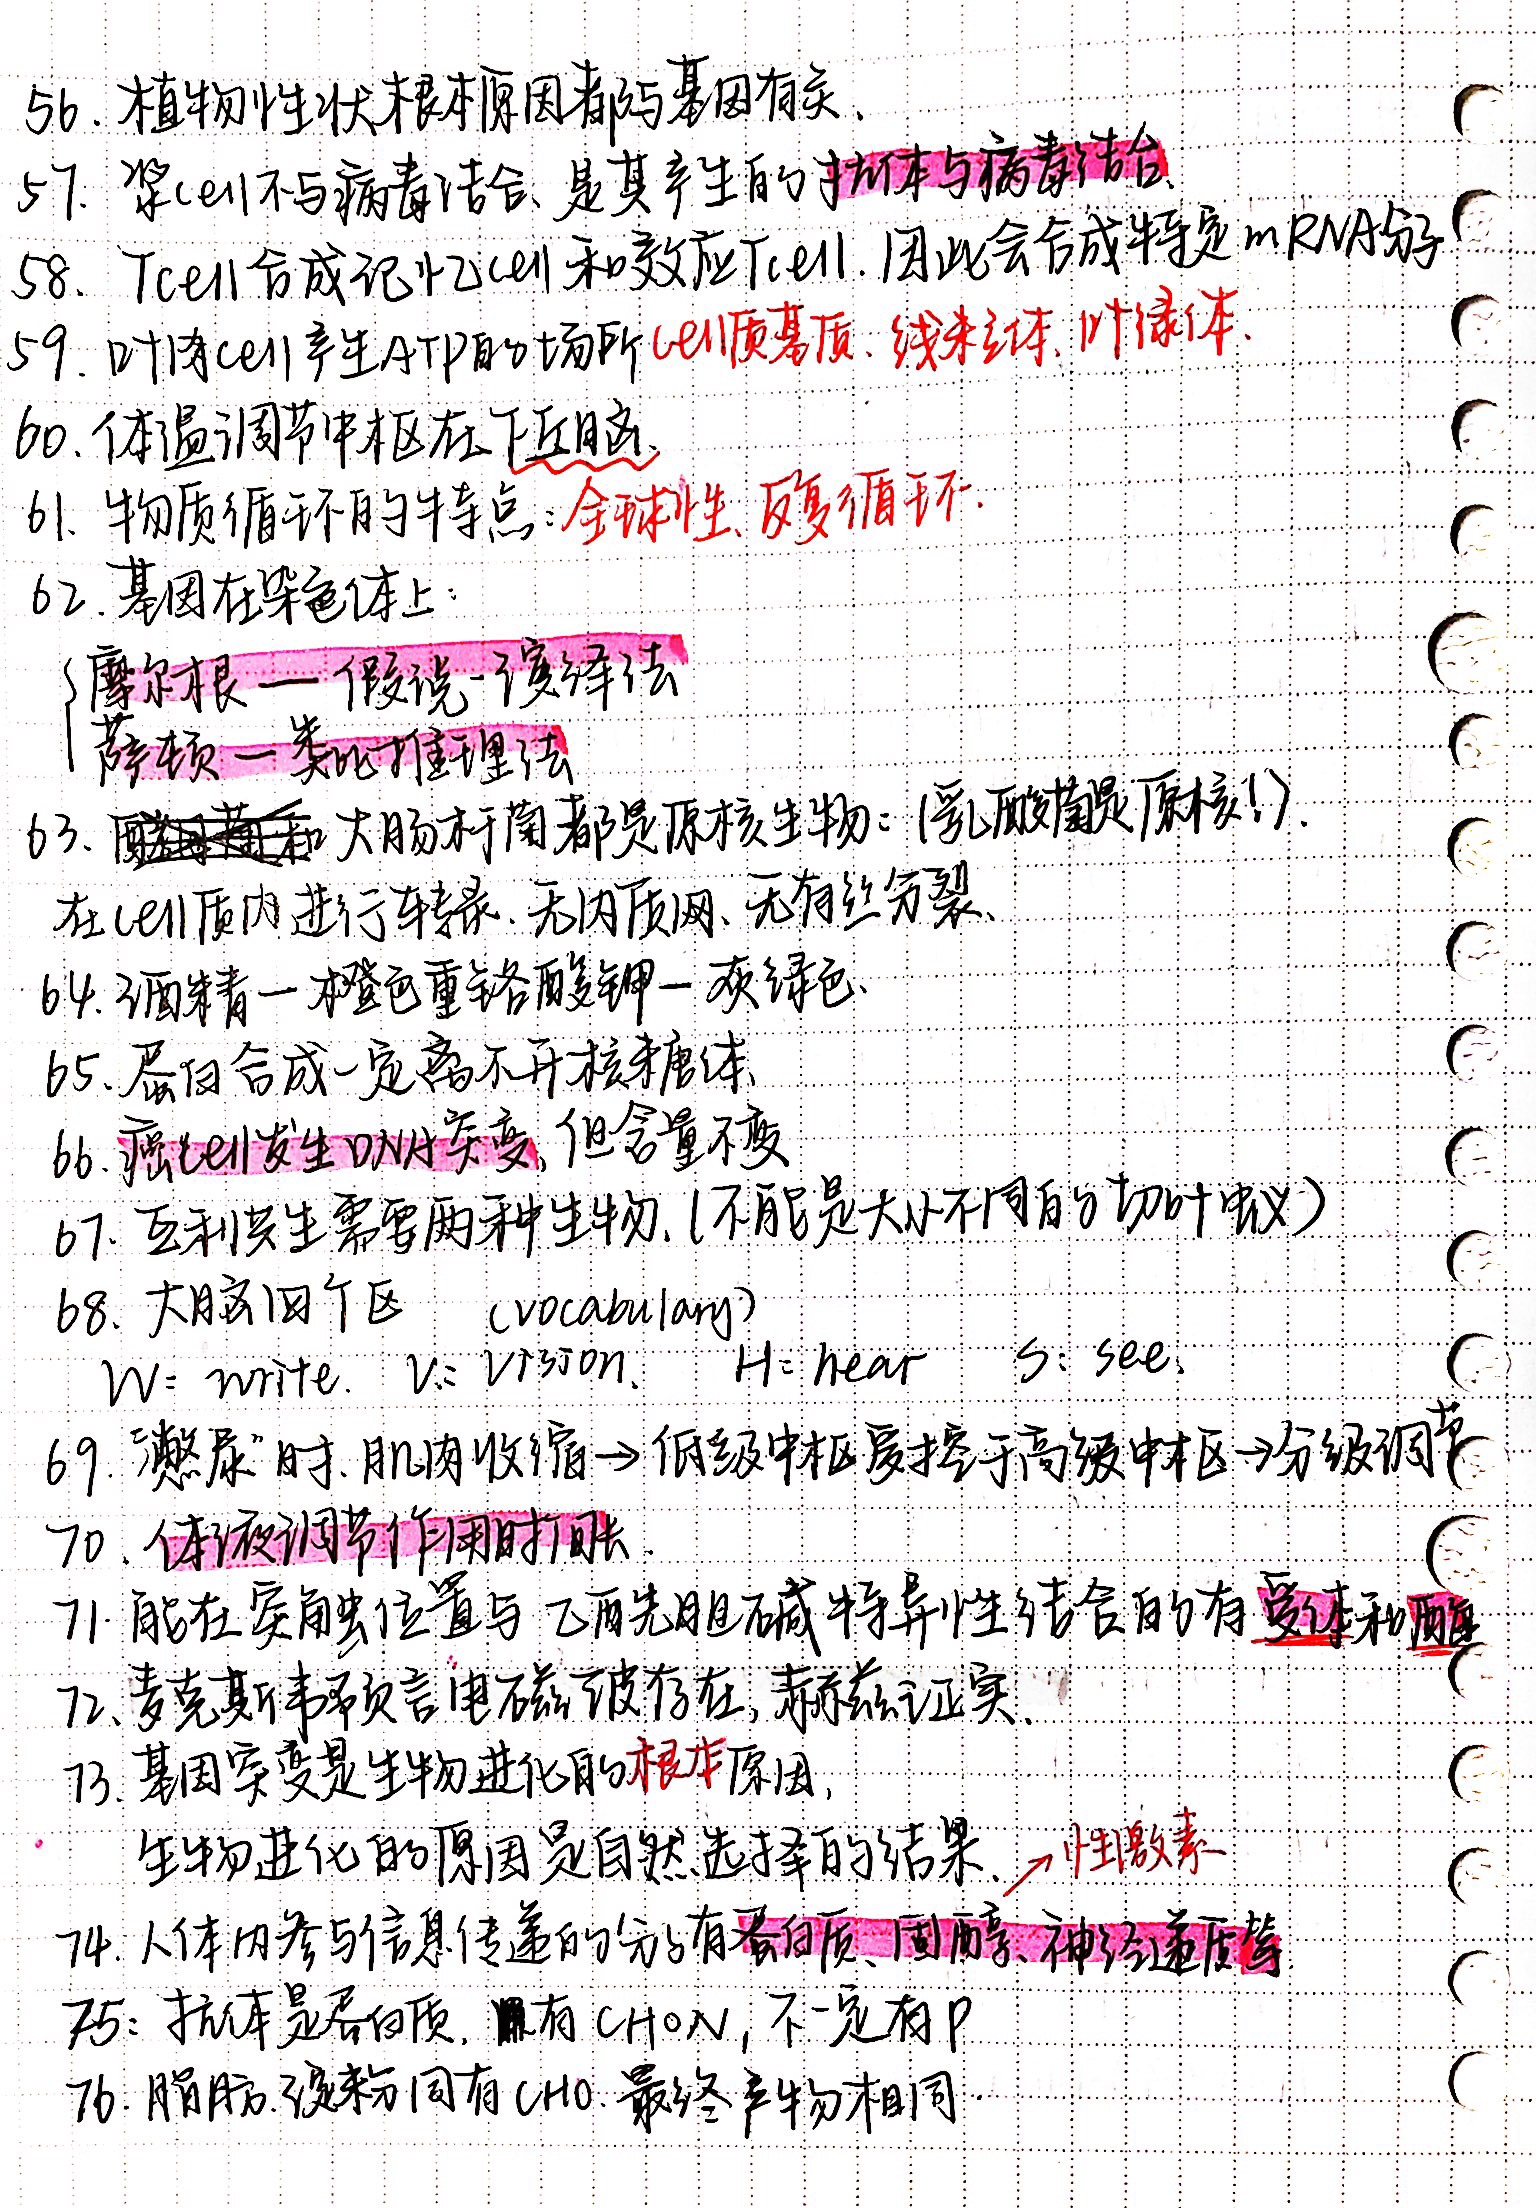 56. 植物性状根本原因都与基因有关、
57. 浆cell不与病毒结合、是其产生的抗体与病毒结合、
58. Tcell合成记忆cell和效应Tcell.因此会合成特定mRNA分子
59. 叶肉cell产生ATP的场所cell质基质、线粒体、叶绿体.
60. 体温调节中枢在下丘脑、
61. 物质循环的特点:全球性、反复循环.
62. 基因在染色体上:
摩尔根—假说-演绎法
萨顿—类比推理法
63. 大肠杆菌都是原核生物:(乳酸菌是原核!).
在cell质内进行转录.无内质网、无有丝分裂、
64. 酒精—橙色重铬酸钾—灰绿色、
65. 蛋白合成一定离不开核糖体、
66. 癌cell发生DNA突变、但含量不变
67. 互利共生需要两种生物.(不能是大小不同的切叶蚁)
68. 大脑四个区 (vocabulary)
W: write. V: vision. H: hear S: see.
69. "憋尿"时.肌肉收缩→低级中枢受控于高级中枢→分级调节
70. 体液调节作用时间长.
71. 能在突触位置与乙酰胆碱特异性结合的有受体和酶
72、麦克斯韦预言电磁波存在,赫兹证实、
73. 基因突变是生物进化的根本原因,
生物进化的原因是自然选择的结果、
→性激素
74. 人体内参与信息传递的分子有蛋白质、固醇、神经递质等
75: 抗体是蛋白质. 有CHON,不一定有P
76. 脂肪.淀粉同有CHO.最终产物相同.